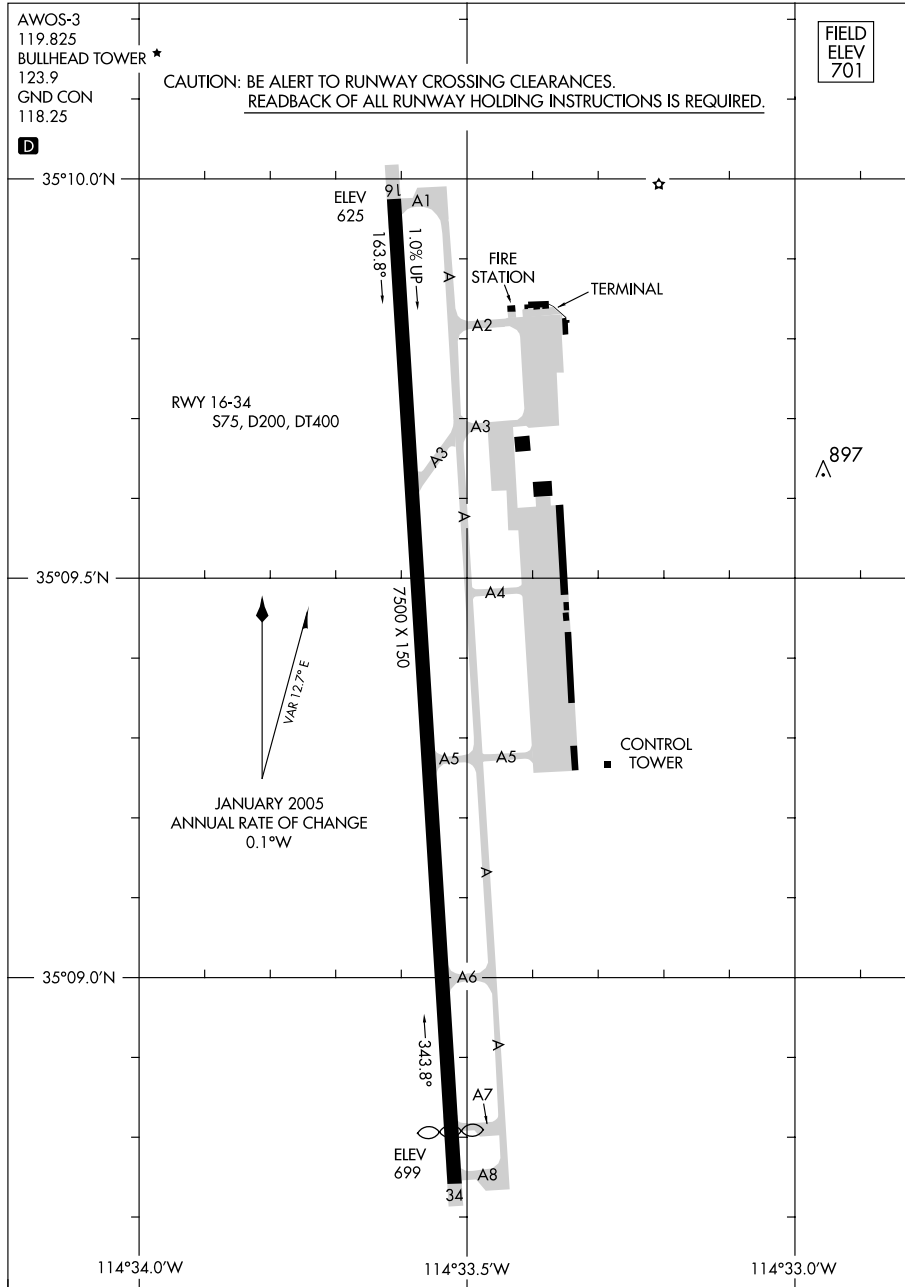 AWOS-3
119.825
BULLHEAD TOWER
123.9
GND CON
118.25
D
CAUTION: BE ALERT TO RUNWAY CROSSING CLEARANCES.
READBACK OF ALL RUNWAY HOLDING INSTRUCTIONS IS REQUIRED.
FIELD
ELEV
701
35°10.0'N
ELEV
625
16
A1
163.8°
1.0% UP
A
FIRE
STATION
TERMINAL
A2
RWY 16-34
S75, D200, DT400
A3
A3
897
A
35°09.5'N
A4
7500 X 150
VAR 12.7° E
A5
A5
CONTROL
TOWER
JANUARY 2005
ANNUAL RATE OF CHANGE
0.1°W
A
35°09.0'N
A6
343.8°
A
A7
ELEV
699
A8
34
114°34.0'W
114°33.5'W
114°33.0'W